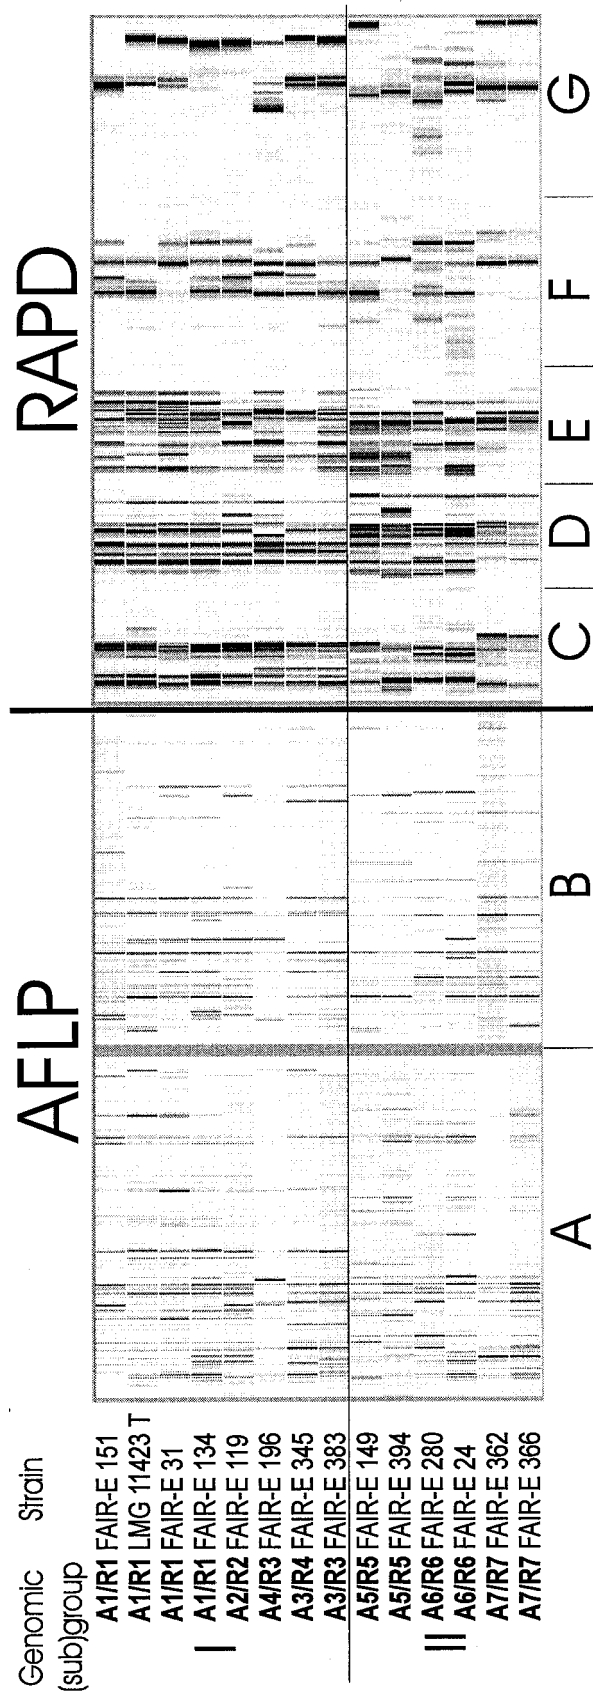 AFLP RAPD
Genomic (sub)group Strain
I
A1/R1 FAIR-E 151
A1/R1 LMG 11423 T
A1/R1 FAIR-E 31
A1/R1 FAIR-E 134
A2/R2 FAIR-E 119
A4/R3 FAIR-E 196
A3/R4 FAIR-E 345
A3/R3 FAIR-E 383
II
A5/R5 FAIR-E 149
A5/R5 FAIR-E 394
A6/R6 FAIR-E 280
A6/R6 FAIR-E 24
A7/R7 FAIR-E 362
A7/R7 FAIR-E 366
A B C D E F G